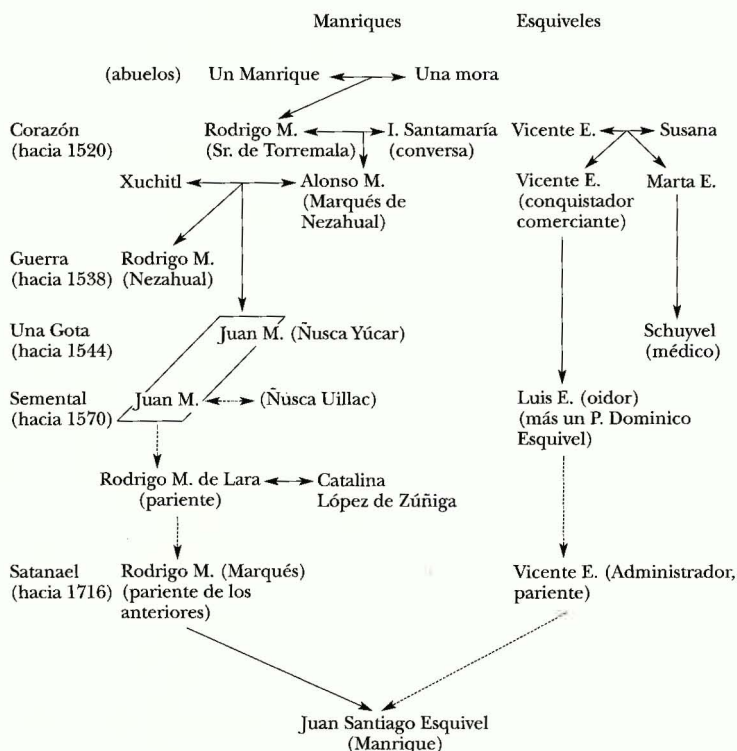 Manriques Esquiveles
(abuelos) Un Manrique Una mora
Corazón Rodrigo M. I. Santamaría Vicente E. Susana
(hacia 1520) (Sr. de Torremala) (conversa)
Xuchitl Alonso M. Vicente E. Marta E.
(Marqués de (conquistador
Nezahual) comerciante)
Guerra Rodrigo M.
(hacia 1538) (Nezahual)
Una Gota Juan M. (Ñusca Yúcar) Schuyvel
(hacia 1544) (médico)
Semental Juan M. (Ñusca Uillac) Luis E. (oidor)
(hacia 1570) (más un P. Dominico
Esquivel)
Rodrigo M. de Lara Catalina
(pariente) López de Zúñiga
Satanael Rodrigo M. (Marqués) Vicente E. (Administrador,
(hacia 1716) (pariente de los pariente)
anteriores)
Juan Santiago Esquivel
(Manrique)